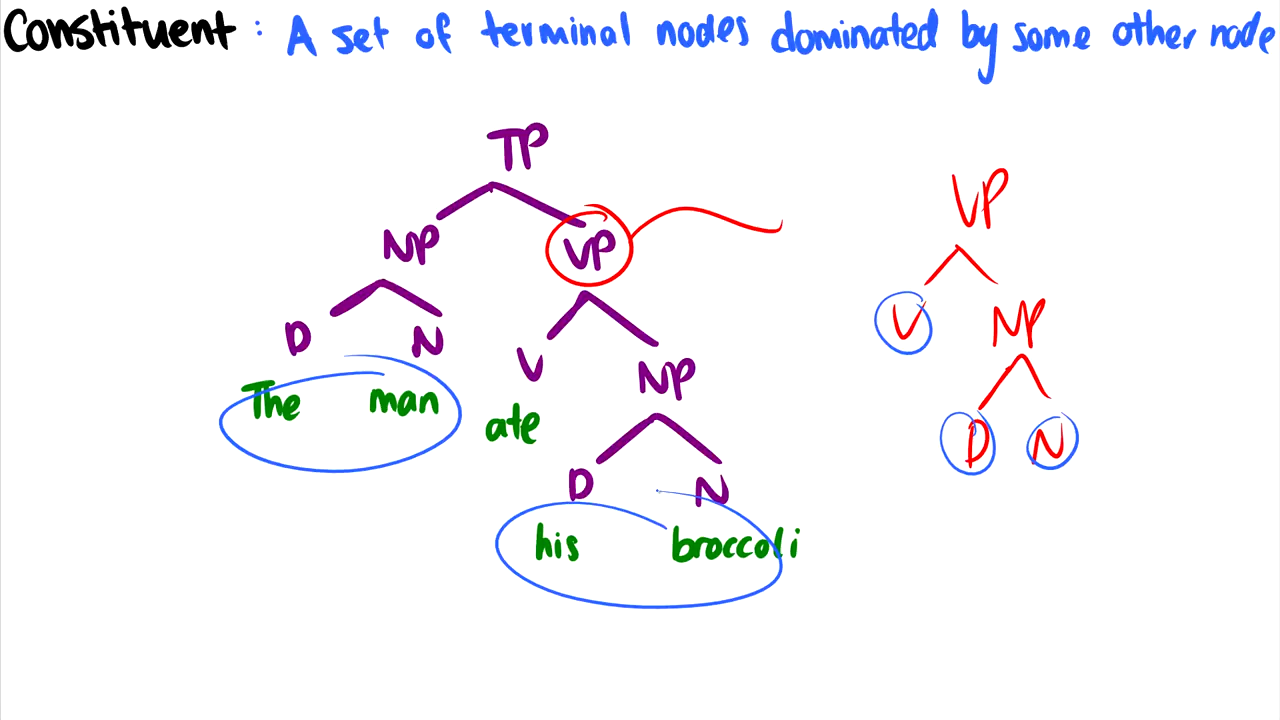 Constituent : A set of terminal nodes dominated by some other node
TP
VP
NP VP
V NP
D N
V NP
The man
ate
D N
D N
his broccoli